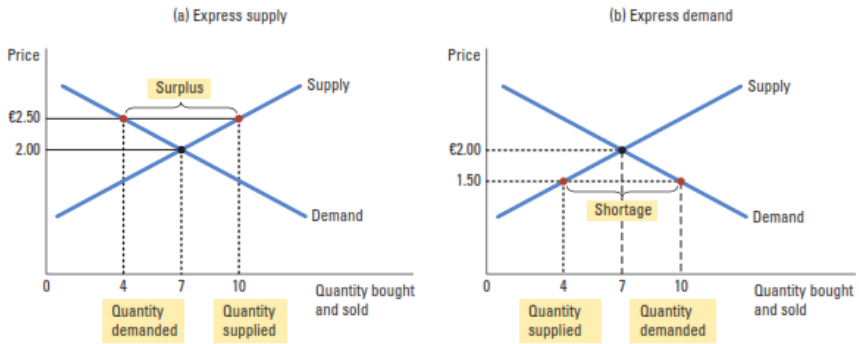 (a) Express supply
Price
Surplus
Supply
€2.50
2.00
Demand
0
4
7
10
Quantity bought
and sold
Quantity
demanded
Quantity
supplied
(b) Express demand
Price
Supply
€2.00
1.50
Shortage
Demand
0
4
7
10
Quantity bought
and sold
Quantity
supplied
Quantity
demanded